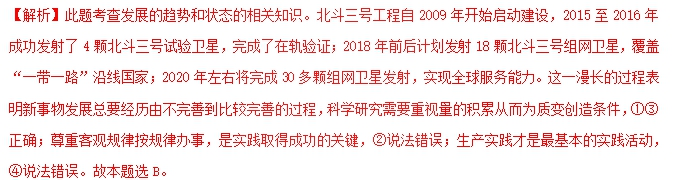 【解析】此题考查发展的趋势和状态的相关知识。北斗三号工程自 2009 年开始启动建设，2015 至 2016 年
成功发射了 4 颗北斗三号试验卫星，完成了在轨验证；2018 年前后计划发射 18 颗北斗三号组网卫星，覆盖
“一带一路”沿线国家；2020 年左右将完成 30 多颗组网卫星发射，实现全球服务能力。这一漫长的过程表
明新事物发展总要经历由不完善到比较完善的过程，科学研究需要重视量的积累从而为质变创造条件，①③
正确；尊重客观规律按规律办事，是实践取得成功的关键，②说法错误；生产实践才是最基本的实践活动，
④说法错误。故本题选 B。